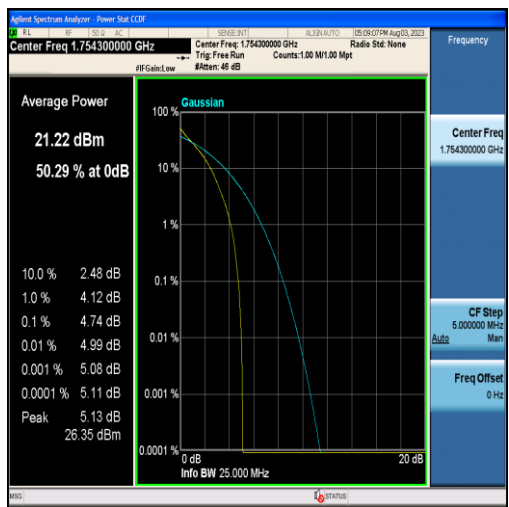 Agilent Spectrum Analyzer - Power Stat CCDF
RL RF 50 Ω AC SENSE:INT ALIGN AUTO 05:09:07 PM Aug 03, 2023
Center Freq 1.754300000 GHz
Center Freq: 1.754300000 GHz
Radio Std: None
Trig: Free Run
Counts:1.00 M/1.00 Mpt
#IFGain:Low
#Atten: 46 dB
Frequency
Center Freq
1.754300000 GHz
CF Step
5.000000 MHz
Auto Man
Freq Offset
0 Hz
Average Power
21.22 dBm
50.29 % at 0dB
10.0 % 2.48 dB
1.0 % 4.12 dB
0.1 % 4.74 dB
0.01 % 4.99 dB
0.001 % 5.08 dB
0.0001 % 5.11 dB
Peak 5.13 dB
26.35 dBm
Gaussian
100 %
10 %
1 %
0.1 %
0.01 %
0.001 %
0.0001 %
0 dB
20 dB
Info BW 25.000 MHz
MSG
STATUS